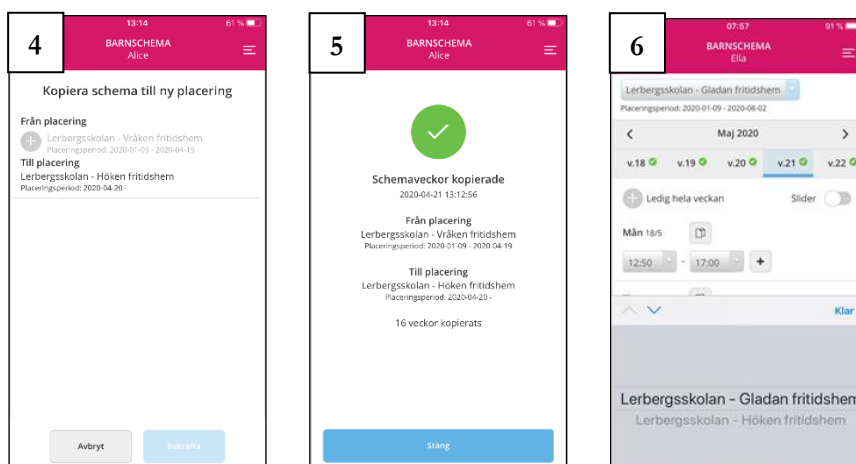 4
13:14
61 %
BARNSCHEMA
Alice
Kopiera schema till ny placering
Från placering
Lerbergsskolan - Vråken fritidshem
Placeringsperiod: 2020-01-09 - 2020-04-19
Till placering
Lerbergsskolan - Höken fritidshem
Placeringsperiod: 2020-04-20 -
Avbryt
Bekräfta
5
13:14
61 %
BARNSCHEMA
Alice
Schemaveckor kopierade
2020-04-21 13:12:56
Från placering
Lerbergsskolan - Vråken fritidshem
Placeringsperiod: 2020-01-09 - 2020-04-19
Till placering
Lerbergsskolan - Höken fritidshem
Placeringsperiod: 2020-04-20 -
16 veckor kopierats
Stäng
6
07:57
91 %
BARNSCHEMA
Ella
Lerbergsskolan - Gladan fritidshem
Placeringsperiod: 2020-01-09 - 2020-08-02
Maj 2020
v.18 v.19 v.20 v.21 v.22
Ledig hela veckan Slider
Mån 18/5
12:50 - 17:00 +
Klar
Lerbergsskolan - Gladan fritidshem
Lerbergsskolan - Höken fritidshem